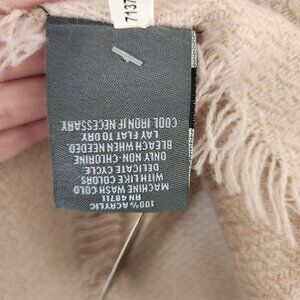 100% ACRYLIC
RN 48711
MACHINE WASH COLD
WITH LIKE COLORS
DELICATE CYCLE
ONLY NON-CHLORINE
BLEACH WHEN NEEDED
LAY FLAT TO DRY
COOL IRON IF NECESSARY
7137